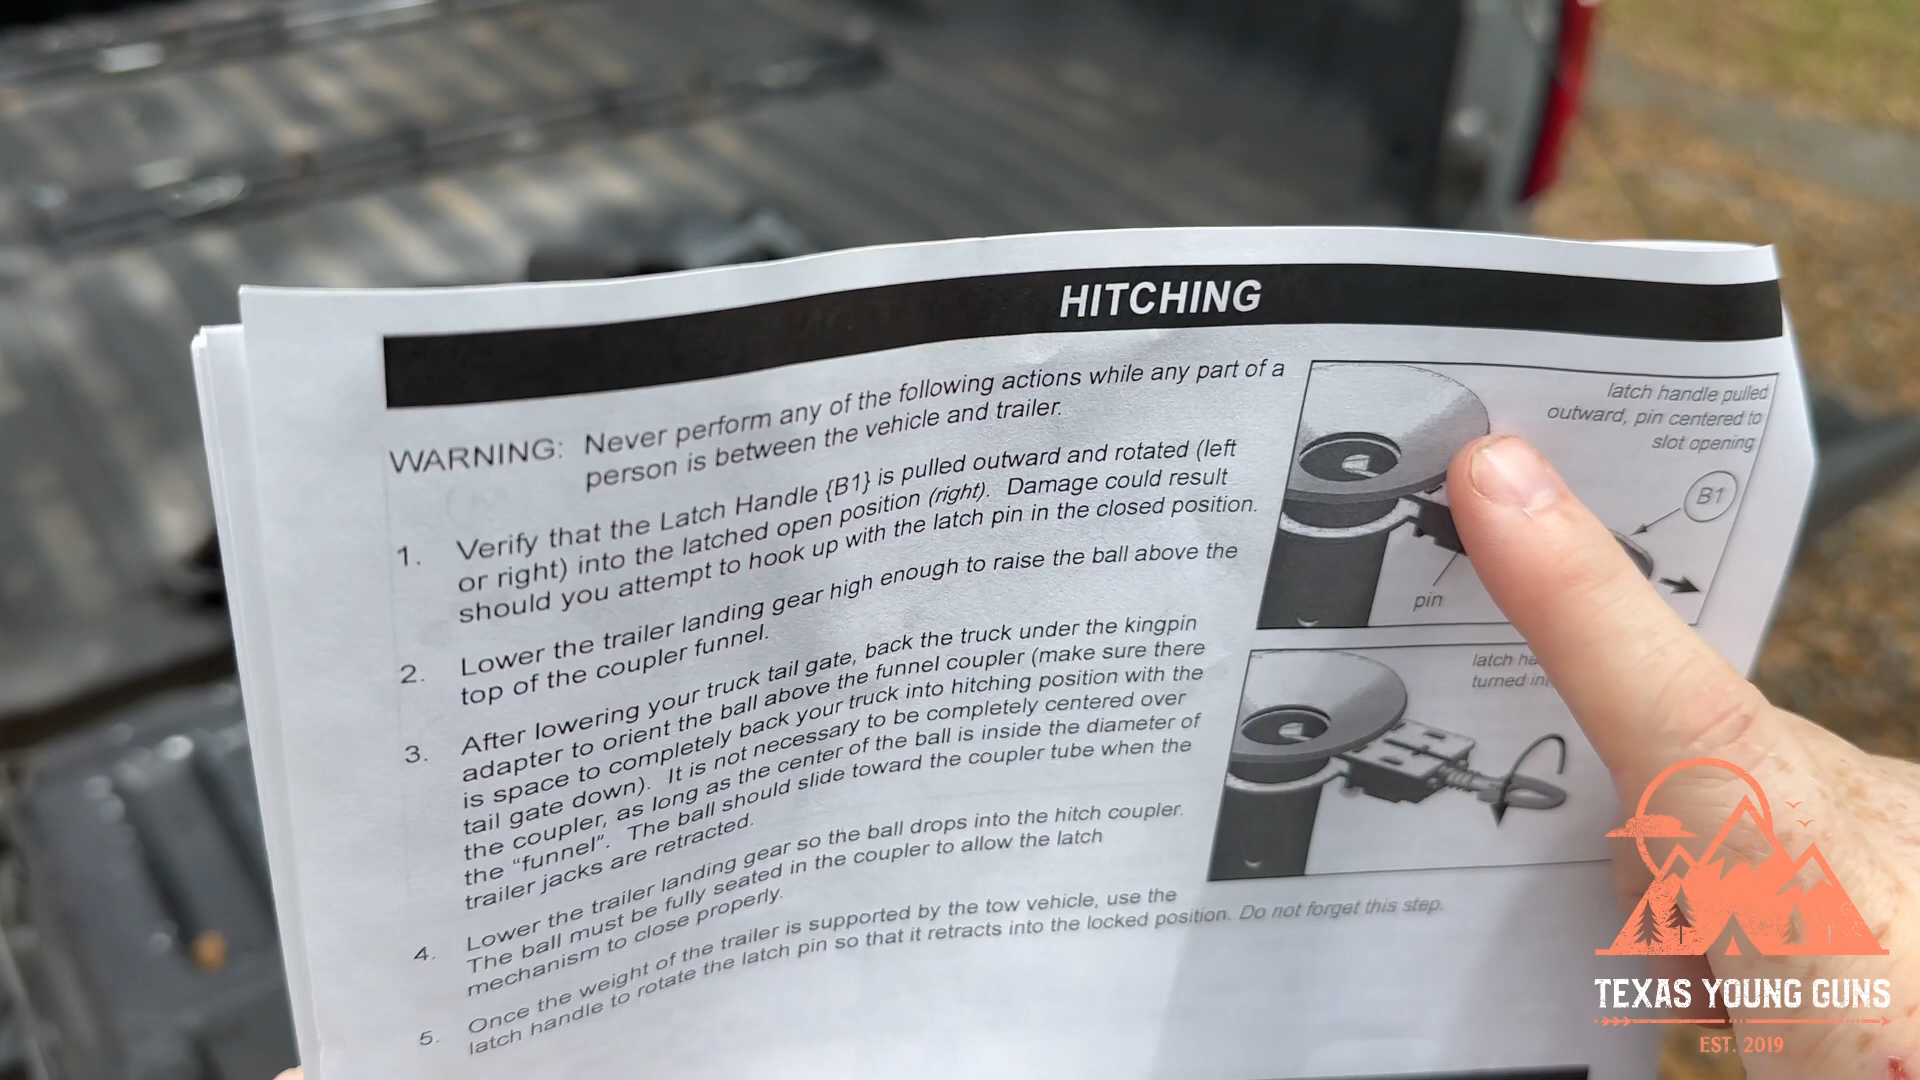 HITCHING
WARNING: Never perform any of the following actions while any part of a
person is between the vehicle and trailer.
1. Verify that the Latch Handle {B1} is pulled outward and rotated (left
or right) into the latched open position (right). Damage could result
should you attempt to hook up with the latch pin in the closed position.
2. Lower the trailer landing gear high enough to raise the ball above the
top of the coupler funnel.
3. After lowering your truck tail gate, back the truck under the kingpin
adapter to orient the ball above the funnel coupler (make sure there
is space to completely back your truck into hitching position with the
tail gate down). It is not necessary to be completely centered over
the coupler, as long as the center of the ball is inside the diameter of
the "funnel". The ball should slide toward the coupler tube when the
trailer jacks are retracted.
4. Lower the trailer landing gear so the ball drops into the hitch coupler.
The ball must be fully seated in the coupler to allow the latch
mechanism to close properly.
5. Once the weight of the trailer is supported by the tow vehicle, use the
latch handle to rotate the latch pin so that it retracts into the locked position. Do not forget this step.
latch handle pulled
outward, pin centered to
slot opening
B1
pin
latch
turned
TEXAS YOUNG GUNS
EST. 2019